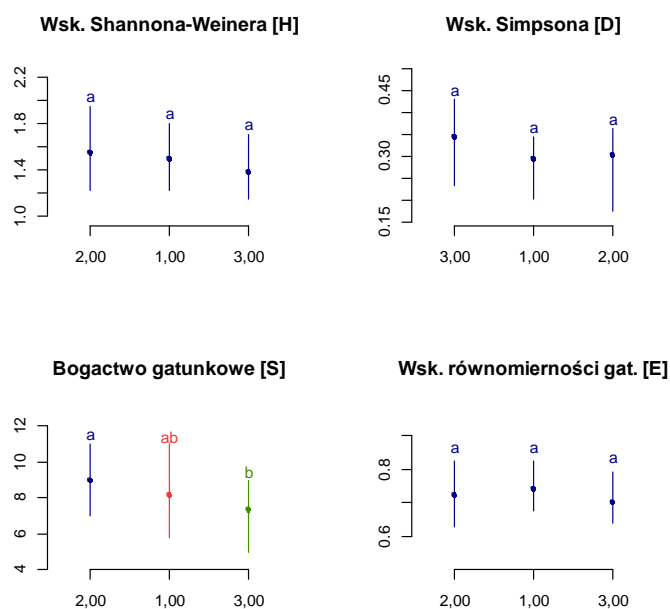 Wsk. Shannona-Weinera [H]
2.2
1.8
1.4
1.0
a
a
a
2,00 1,00 3,00
Wsk. Simpsona [D]
0.45
0.30
0.15
a
a
a
3,00 1,00 2,00
Bogactwo gatunkowe [S]
12
10
8
6
4
a
ab
b
2,00 1,00 3,00
Wsk. równomierności gat. [E]
0.8
0.6
a
a
a
2,00 1,00 3,00